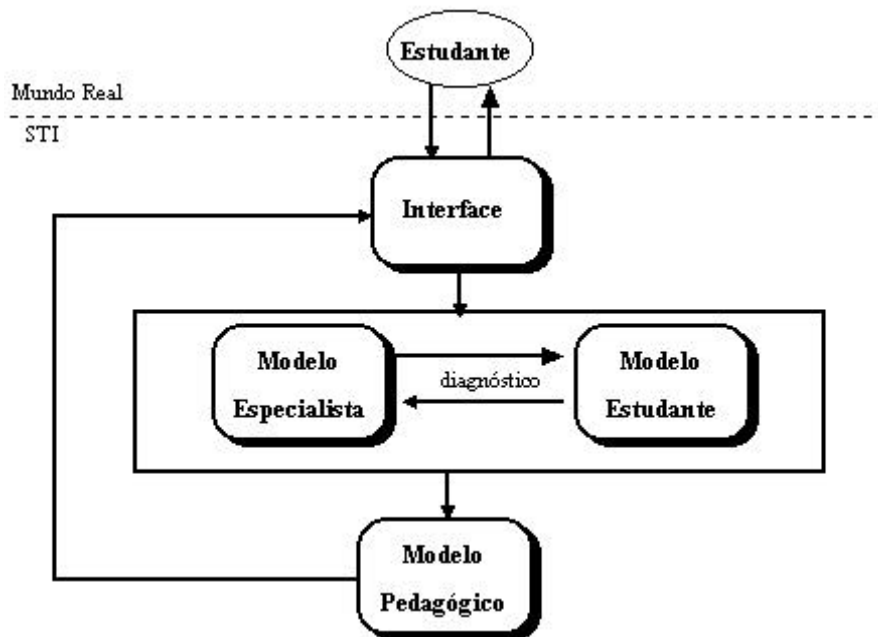 Estudante
Mundo Real
STI
Interface
Modelo
Especialista
diagnóstico
Modelo
Estudante
Modelo
Pedagógico